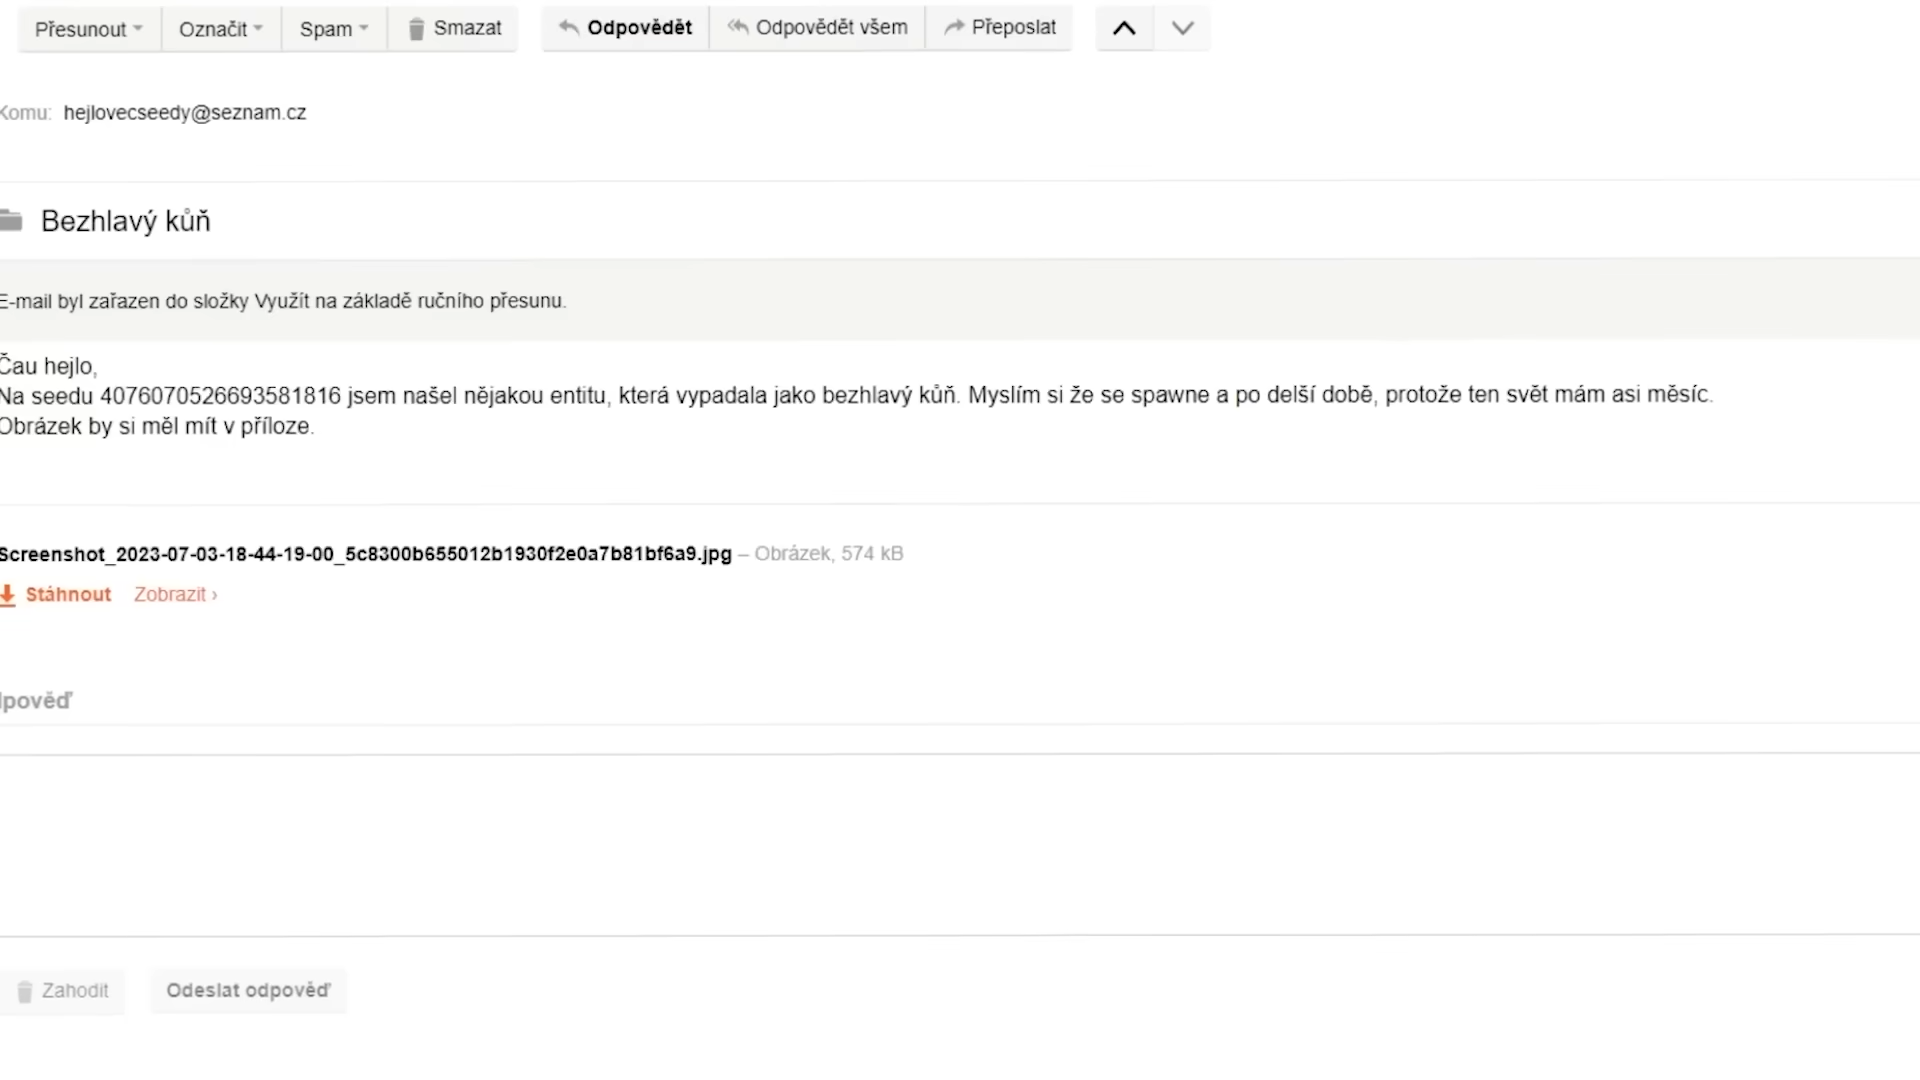 Přesunout Označit Spam Smazat Odpovědět Odpovědět všem Přeposlat
Komu: hejlovecseedy@seznam.cz
Bezhlavý kůň
E-mail byl zařazen do složky Využít na základě ručního přesunu.
Čau hejlo,
Na seedu 4076070526693581816 jsem našel nějakou entitu, která vypadala jako bezhlavý kůň. Myslím si že se spawne a po delší době, protože ten svět mám asi měsíc.
Obrázek by si měl mít v příloze.
Screenshot_2023-07-03-18-44-19-00_5c8300b655012b1930f2e0a7b81bf6a9.jpg – Obrázek, 574 kB
Stáhnout Zobrazit ›
pověď
Zahodit Odeslat odpověď